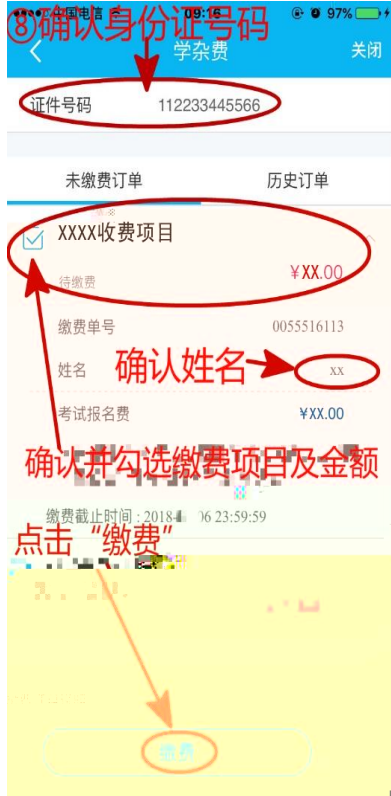 中国电信 09:16 97%
⑧确认身份证号码
学杂费 关闭
证件号码 112233445566
未缴费订单 历史订单
XXXX收费项目
待缴费 ¥XX.00
缴费单号 0055516113
姓名 确认姓名 xx
考试报名费 ¥XX.00
确认并勾选缴费项目及金额
缴费截止时间 : 2018- 06 23:59:59
点击 “缴费”
缴费